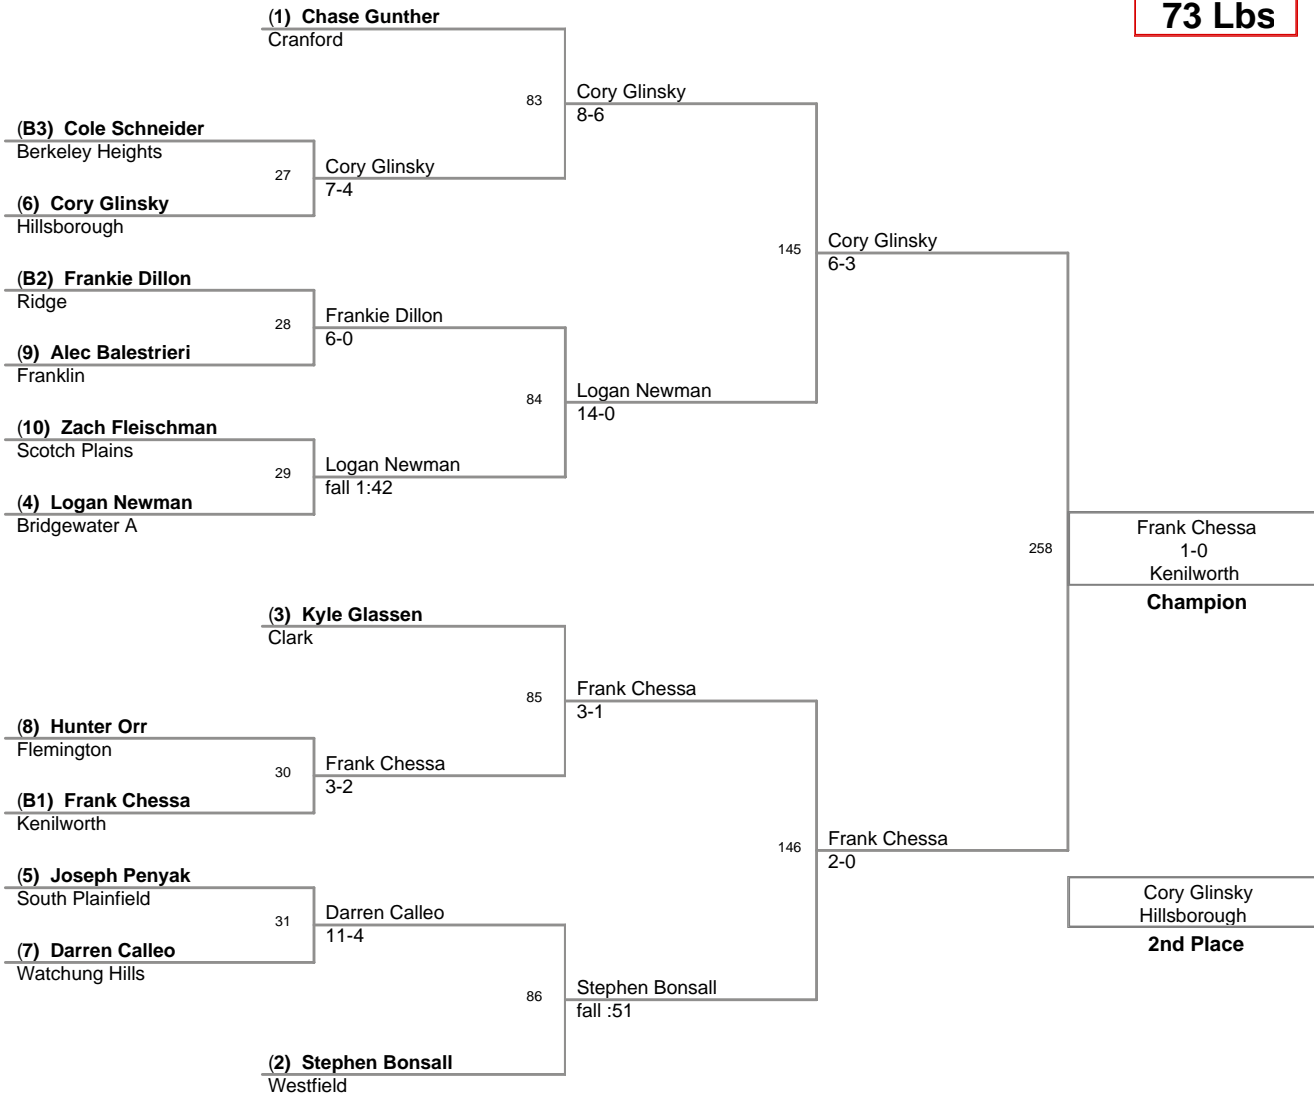 73 Lbs
(1) Chase Gunther
Cranford
83
Cory Glinsky
8-6
(B3) Cole Schneider
Berkeley Heights
27
Cory Glinsky
7-4
(6) Cory Glinsky
Hillsborough
145
Cory Glinsky
6-3
(B2) Frankie Dillon
Ridge
28
Frankie Dillon
6-0
(9) Alec Balestrieri
Franklin
84
Logan Newman
14-0
(10) Zach Fleischman
Scotch Plains
29
Logan Newman
fall 1:42
(4) Logan Newman
Bridgewater A
258
Frank Chessa
1-0
Kenilworth
Champion
(3) Kyle Glassen
Clark
85
Frank Chessa
3-1
(8) Hunter Orr
Flemington
30
Frank Chessa
3-2
(B1) Frank Chessa
Kenilworth
146
Frank Chessa
2-0
(5) Joseph Penyak
South Plainfield
31
Darren Calleo
11-4
(7) Darren Calleo
Watchung Hills
86
Stephen Bonsall
fall :51
(2) Stephen Bonsall
Westfield
Cory Glinsky
Hillsborough
2nd Place